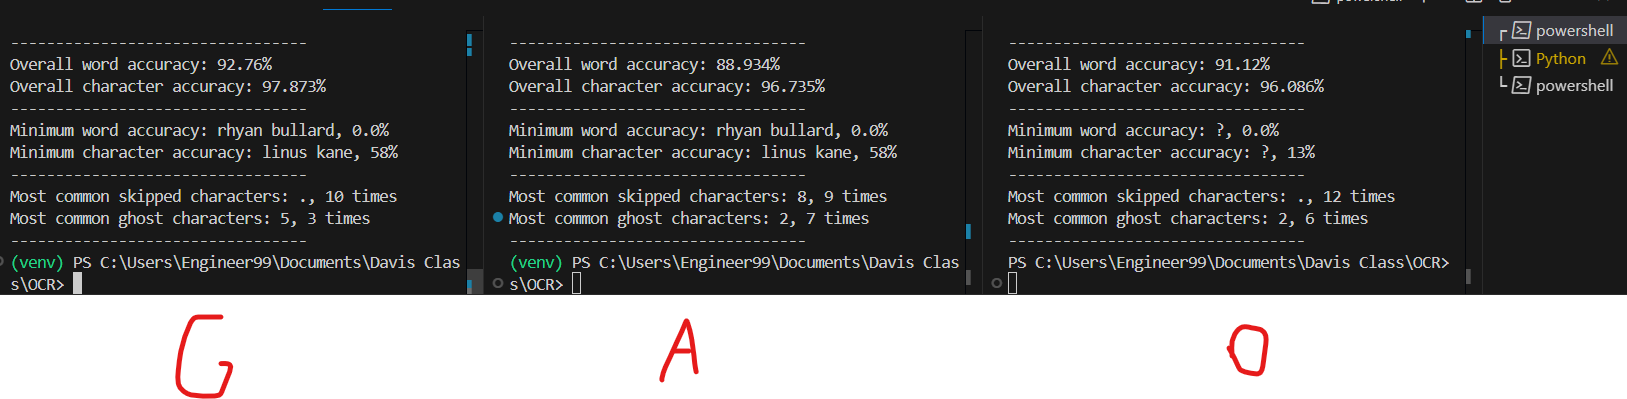 powershell
--------------------------------
Overall word accuracy: 92.76%
Overall character accuracy: 97.873%
--------------------------------
Minimum word accuracy: rhyan bullard, 0.0%
Minimum character accuracy: linus kane, 58%
--------------------------------
Most common skipped characters: ., 10 times
Most common ghost characters: 5, 3 times
--------------------------------
(venv) PS C:\Users\Engineer99\Documents\Davis Clas
s\OCR>
--------------------------------
Overall word accuracy: 88.934%
Overall character accuracy: 96.735%
--------------------------------
Minimum word accuracy: rhyan bullard, 0.0%
Minimum character accuracy: linus kane, 58%
--------------------------------
Most common skipped characters: 8, 9 times
Most common ghost characters: 2, 7 times
--------------------------------
(venv) PS C:\Users\Engineer99\Documents\Davis Clas
s\OCR>
--------------------------------
Overall word accuracy: 91.12%
Overall character accuracy: 96.086%
--------------------------------
Minimum word accuracy: ?, 0.0%
Minimum character accuracy: ?, 13%
--------------------------------
Most common skipped characters: ., 12 times
Most common ghost characters: 2, 6 times
--------------------------------
PS C:\Users\Engineer99\Documents\Davis Class\OCR>
powershell
Python
powershell
G A O